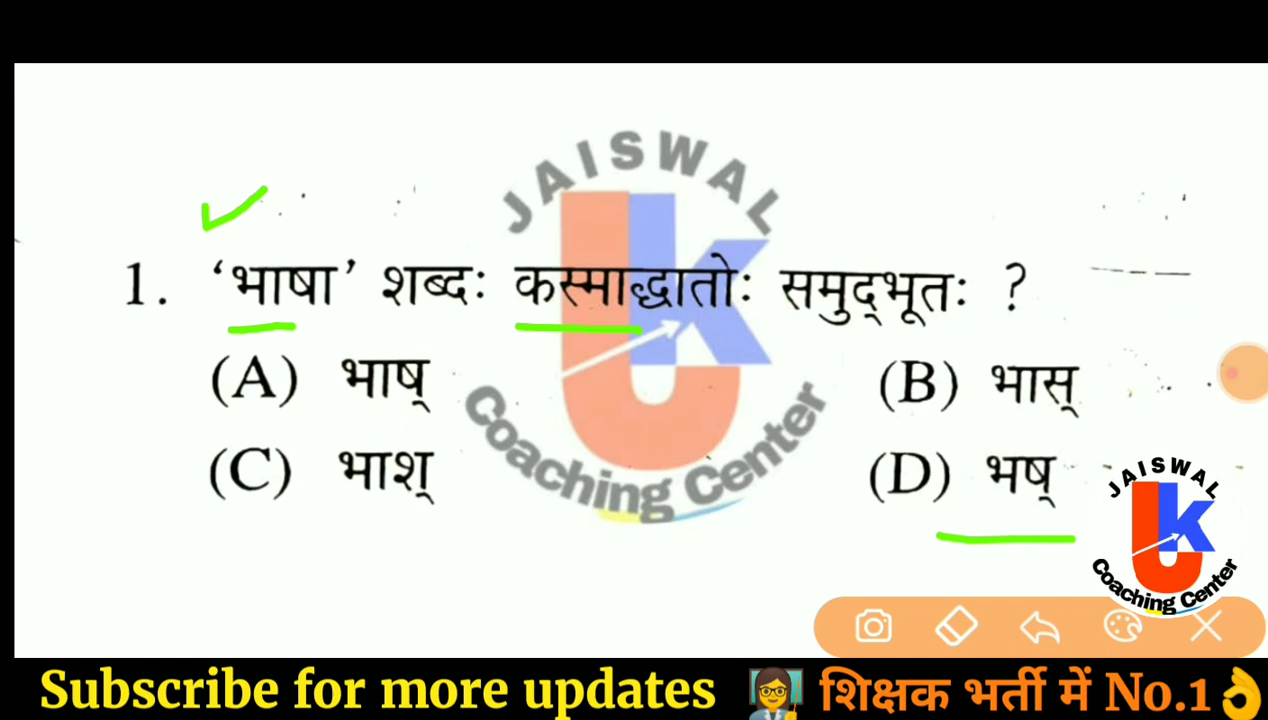 JAISWAL
1. ‘भाषा’ शब्दः कस्माद्धातोः समुद्‌भूतः ?
(A) भाष् (B) भास्
(C) भाश् (D) भष्
Coaching Center
JAISWAL
UK
Coaching Center
Subscribe for more updates शिक्षक भर्ती में No.1